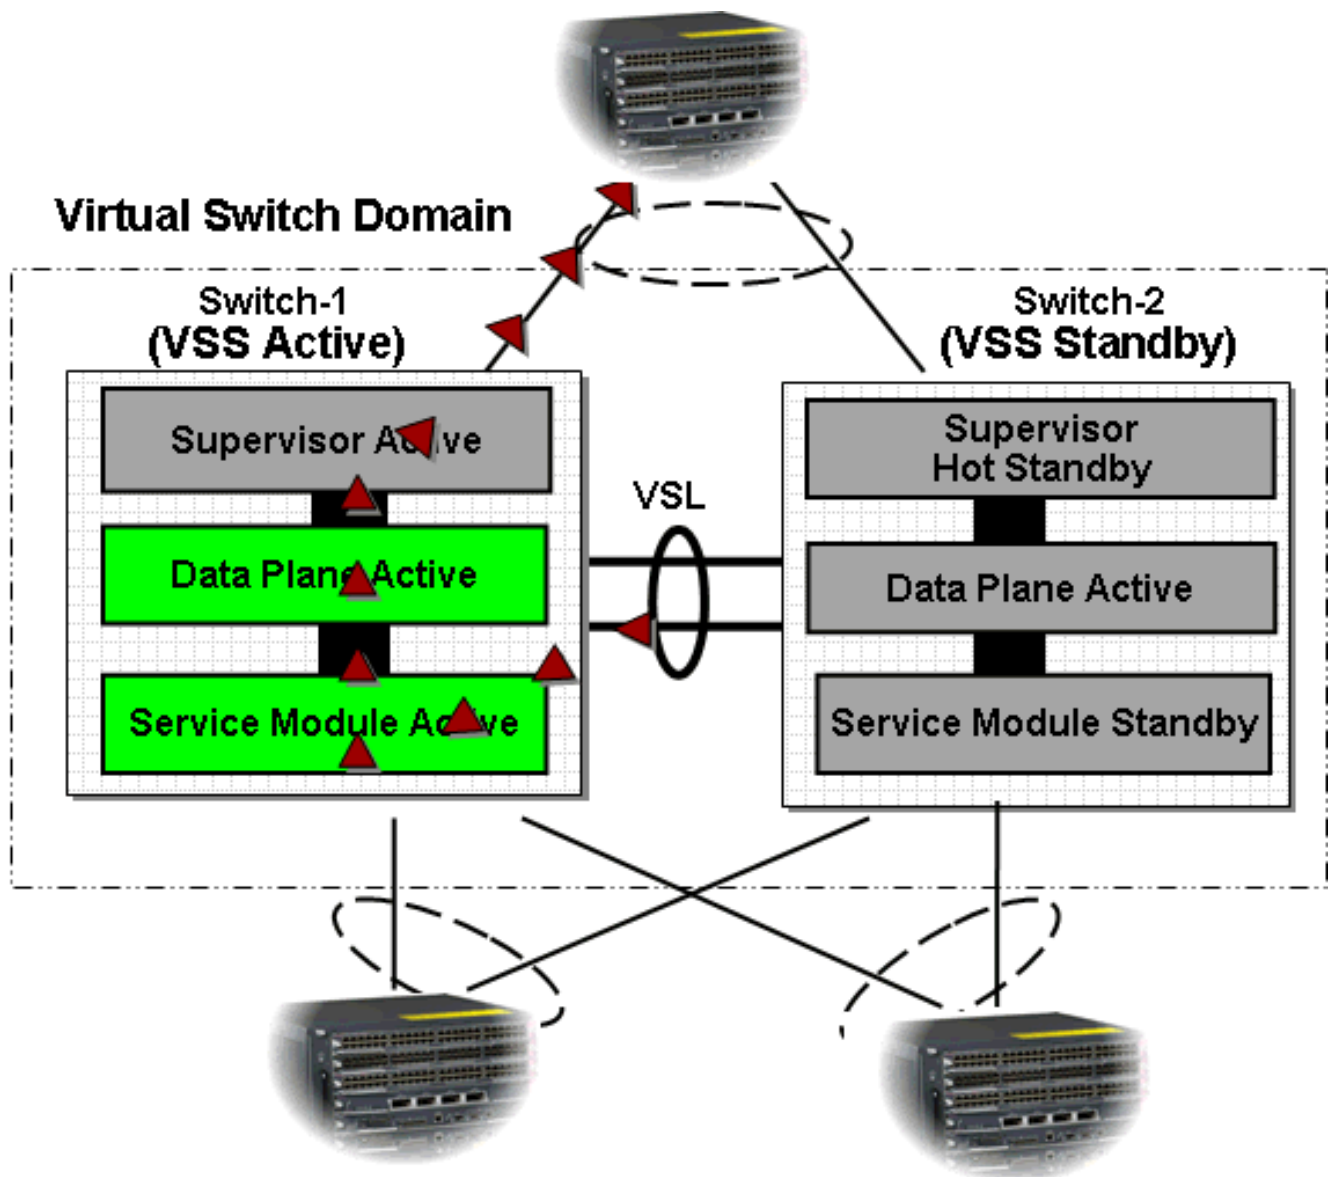 Virtual Switch Domain
Switch-1
(VSS Active)
Switch-2
(VSS Standby)
Supervisor Active
Data Plane Active
Service Module Active
VSL
Supervisor
Hot Standby
Data Plane Active
Service Module Standby